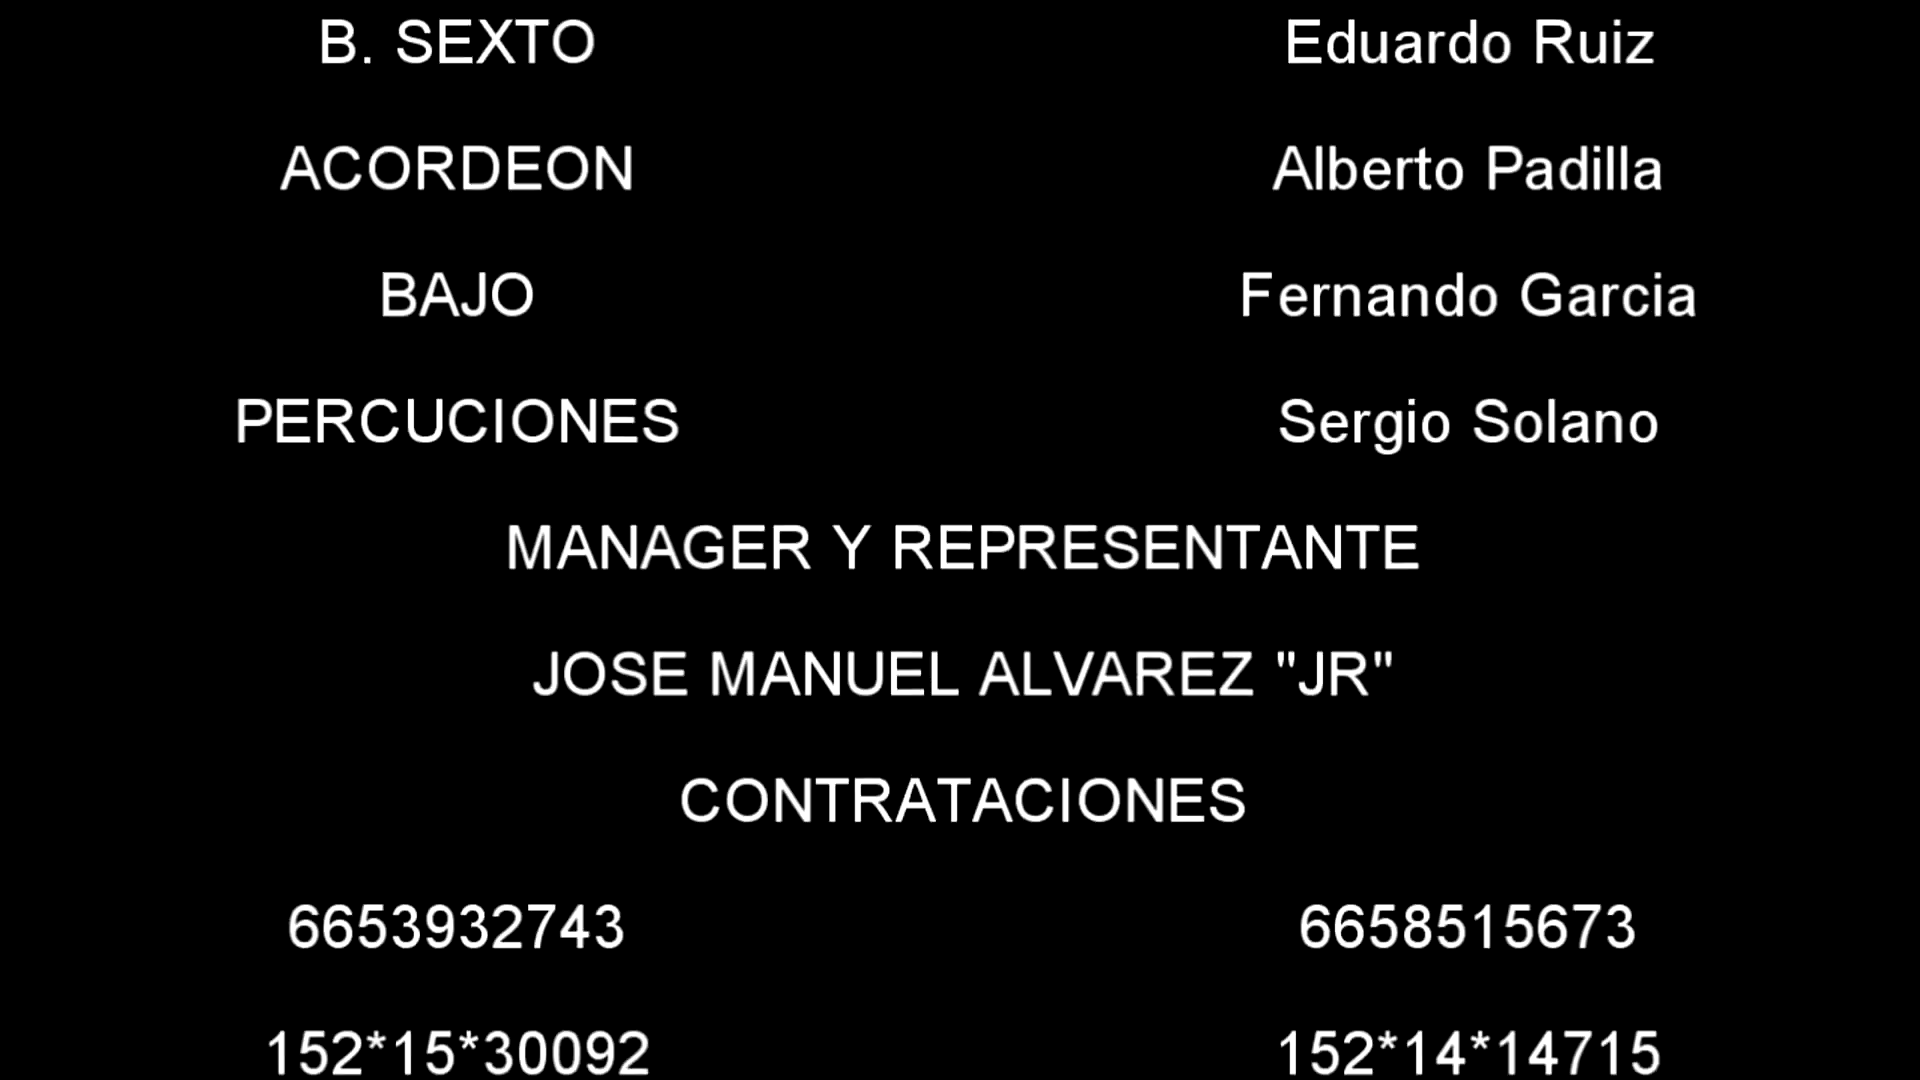 B. SEXTO Eduardo Ruiz
ACORDEON Alberto Padilla
BAJO Fernando Garcia
PERCUCIONES Sergio Solano
MANAGER Y REPRESENTANTE
JOSE MANUEL ALVAREZ "JR"
CONTRATACIONES
6653932743 6658515673
152*15*30092 152*14*14715